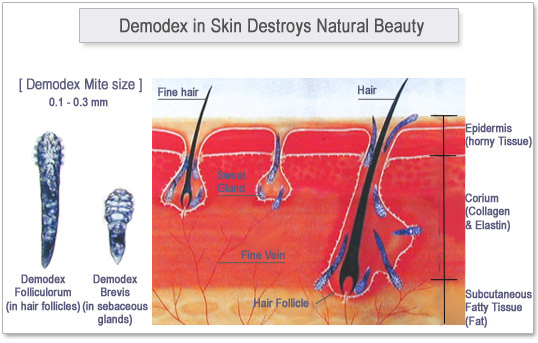 Demodex in Skin Destroys Natural Beauty
[ Demodex Mite size ]
0.1 - 0.3 mm
Demodex
Folliculorum
(in hair follicles)
Demodex
Brevis
(in sebaceous
glands)
Fine hair
Hair
Sweat
Gland
Fine Vein
Hair Follicle
Epidermis
(horny Tissue)
Corium
(Collagen
& Elastin)
Subcutaneous
Fatty Tissue
(Fat)